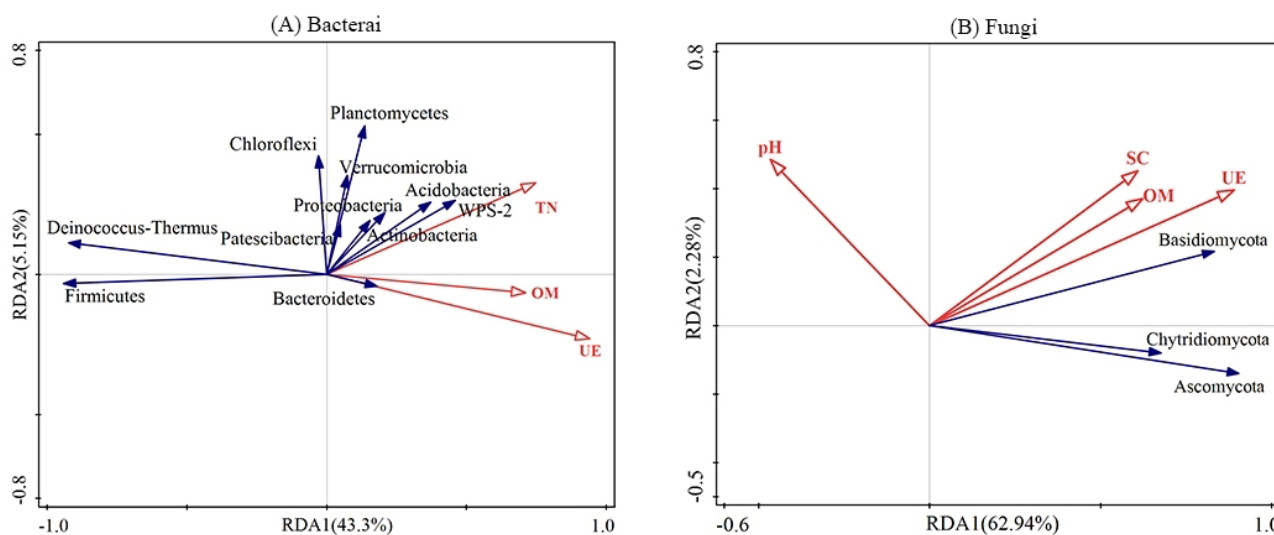 (A) Bacterai
0.8
Planctomycetes
Chloroflexi
Verrucomicrobia
Acidobacteria
Proteobacteria
WPS-2
TN
Deinococcus-Thermus
Patescibacteria
Actinobacteria
RDA2(5.15%)
Firmicutes
Bacteroidetes
OM
UE
-0.8
-1.0
RDA1(43.3%)
1.0
(B) Fungi
0.8
pH
SC
UE
OM
Basidiomycota
RDA2(2.28%)
Chytridiomycota
Ascomycota
-0.5
-0.6
RDA1(62.94%)
1.0